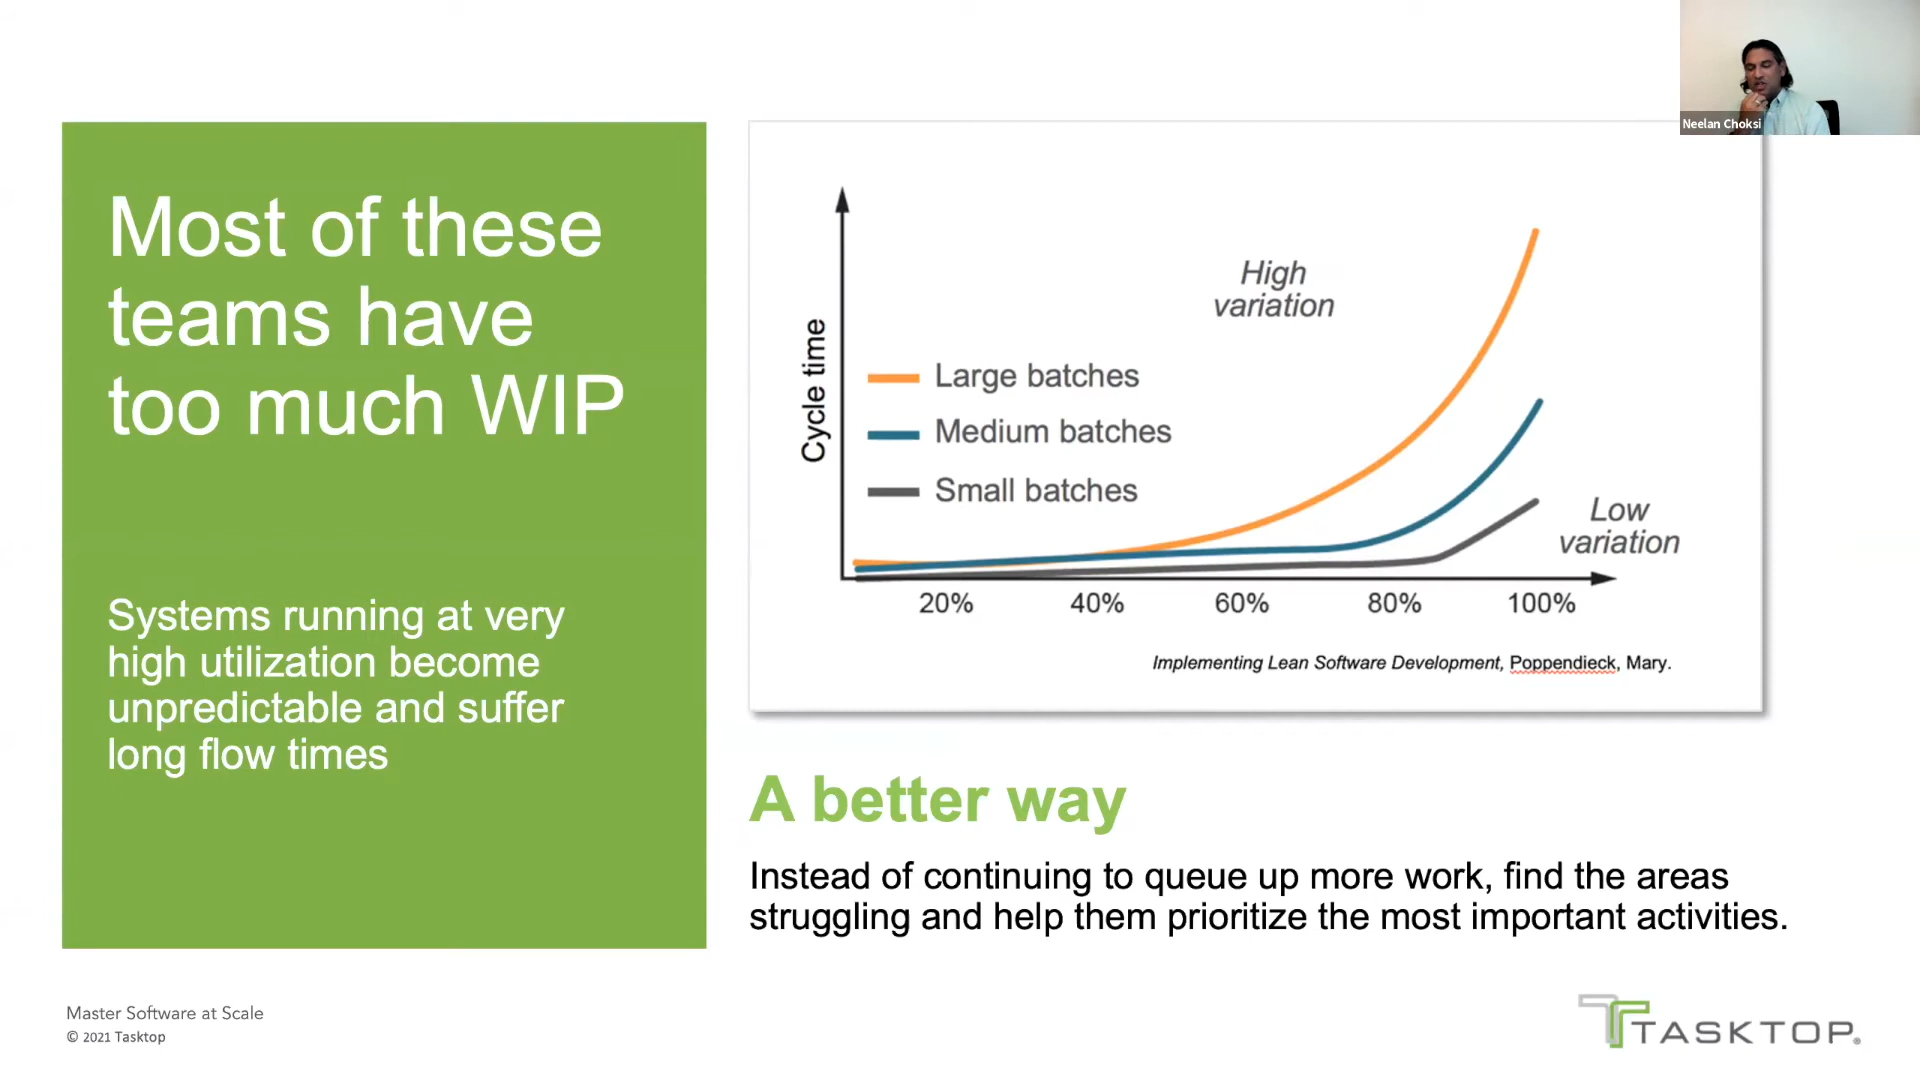 Neelan Choksi
Most of these
teams have
too much WIP
Systems running at very
high utilization become
unpredictable and suffer
long flow times
Cycle time
High
variation
Large batches
Medium batches
Small batches
Low
variation
20% 40% 60% 80% 100%
Implementing Lean Software Development, Poppendieck, Mary.
A better way
Instead of continuing to queue up more work, find the areas
struggling and help them prioritize the most important activities.
Master Software at Scale
© 2021 Tasktop
TASKTOP®